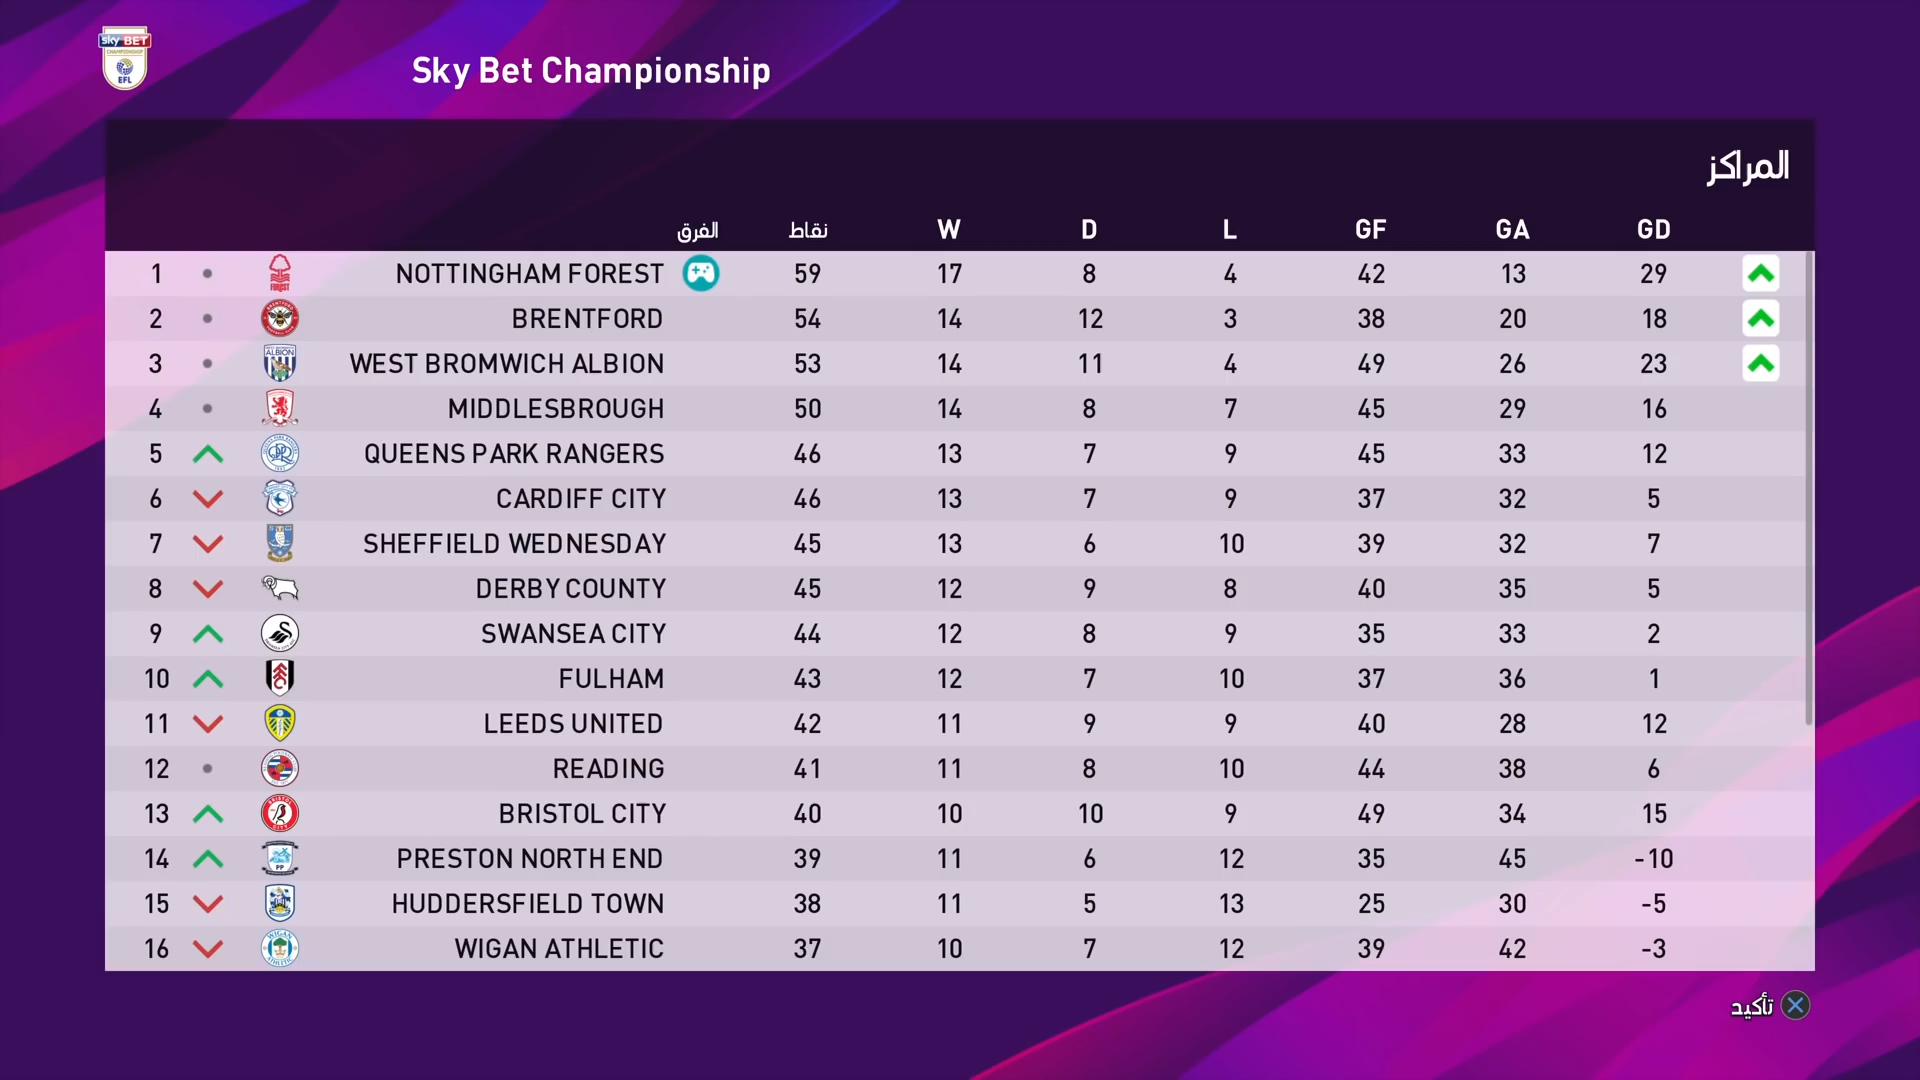 sky BET
CHAMPIONSHIP
EFL
Sky Bet Championship
المراكز
الفرق نقاط W D L GF GA GD
1 NOTTINGHAM FOREST 59 17 8 4 42 13 29
2 BRENTFORD 54 14 12 3 38 20 18
3 WEST BROMWICH ALBION 53 14 11 4 49 26 23
4 MIDDLESBROUGH 50 14 8 7 45 29 16
5 QUEENS PARK RANGERS 46 13 7 9 45 33 12
6 CARDIFF CITY 46 13 7 9 37 32 5
7 SHEFFIELD WEDNESDAY 45 13 6 10 39 32 7
8 DERBY COUNTY 45 12 9 8 40 35 5
9 SWANSEA CITY 44 12 8 9 35 33 2
10 FULHAM 43 12 7 10 37 36 1
11 LEEDS UNITED 42 11 9 9 40 28 12
12 READING 41 11 8 10 44 38 6
13 BRISTOL CITY 40 10 10 9 49 34 15
14 PRESTON NORTH END 39 11 6 12 35 45 -10
15 HUDDERSFIELD TOWN 38 11 5 13 25 30 -5
16 WIGAN ATHLETIC 37 10 7 12 39 42 -3
تأكيد